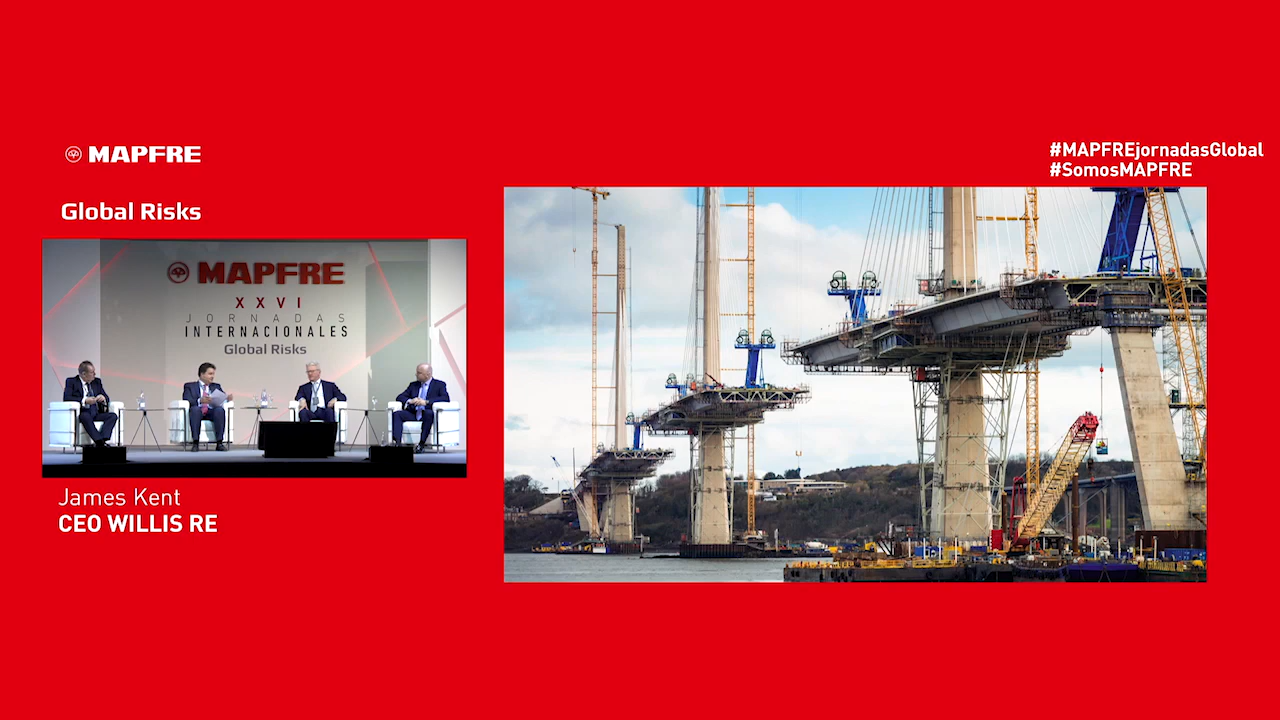 MAPFRE
#MAPFREjornadasGlobal
#SomosMAPFRE
Global Risks
MAPFRE
XXVI
JORNADAS
INTERNACIONALES
Global Risks
James Kent
CEO WILLIS RE